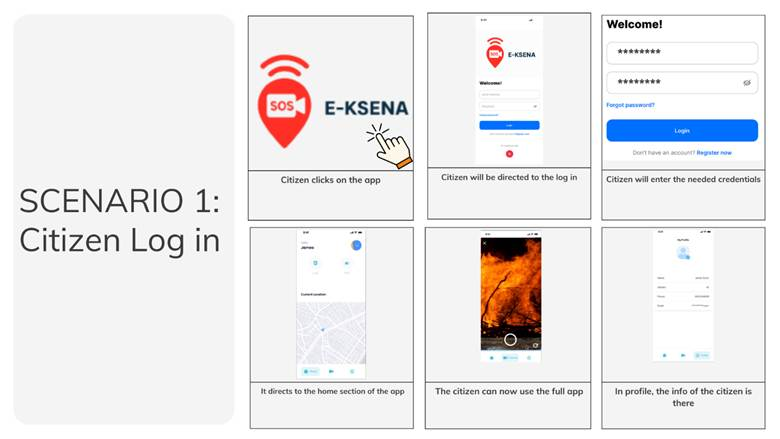 SCENARIO 1:
Citizen Log in
SOS
E-KSENA
Citizen clicks on the app
SOS
E-KSENA
Welcome!
Login
Citizen will be directed to the log in
Welcome!
********
********
Forgot password?
Login
Don't have an account? Register now
Citizen will enter the needed credentials
James
Current Location
It directs to the home section of the app
The citizen can now use the full app
My Profile
In profile, the info of the citizen is
there